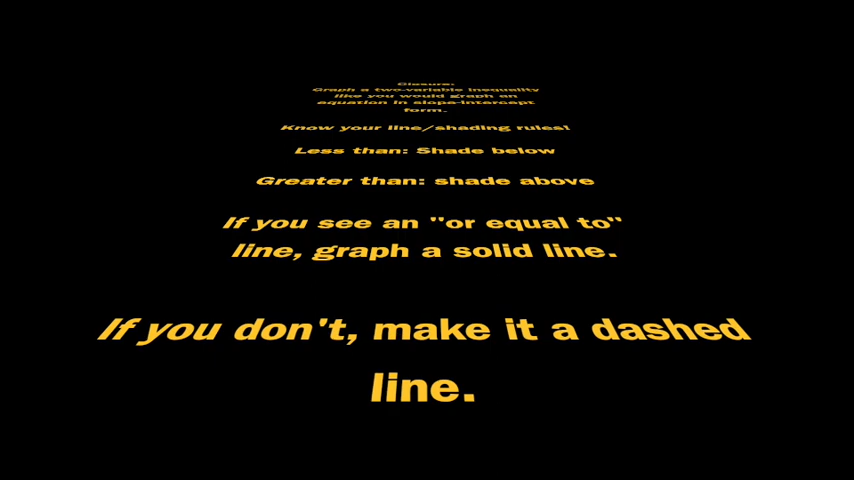 Closure:
Graph a two-variable inequality
like you would graph an
equation in slope-intercept
form.
Know your line/shading rules!
Less than: Shade below
Greater than: shade above
If you see an "or equal to"
line, graph a solid line.
If you don't, make it a dashed
line.